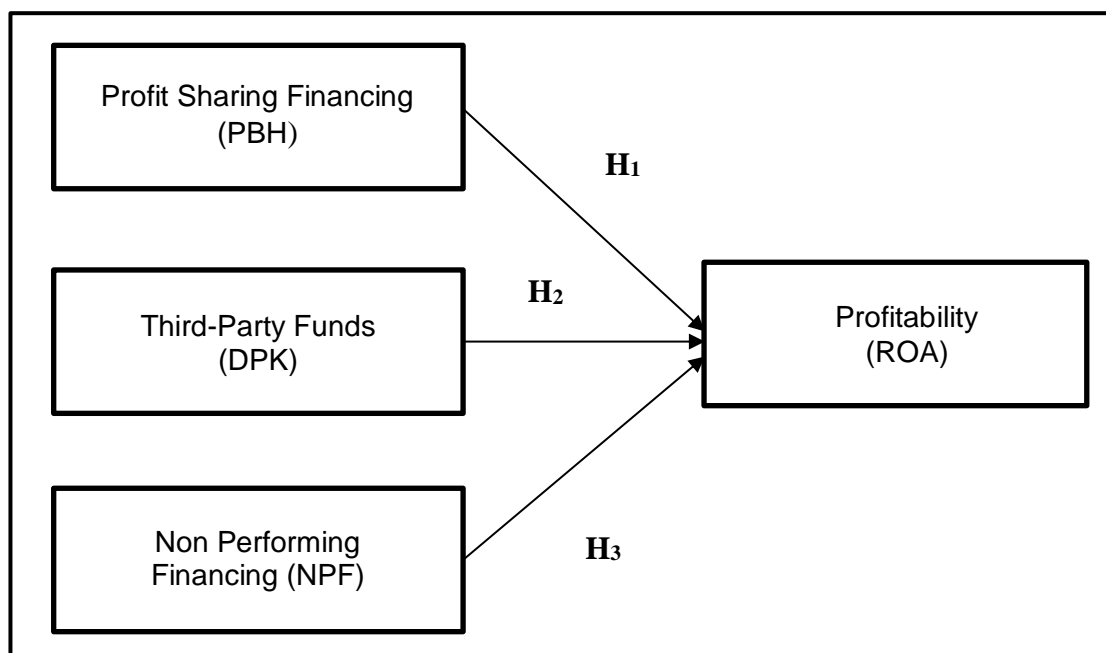 Profit Sharing Financing
(PBH)
H1
Third-Party Funds
(DPK)
H2
Profitability
(ROA)
Non Performing
Financing (NPF)
H3